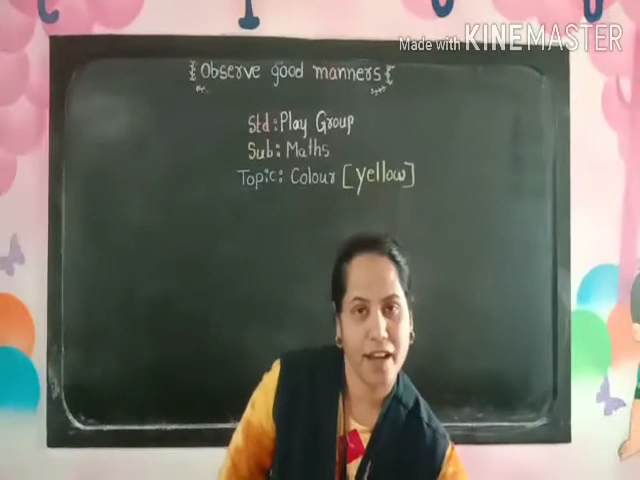 Made with KINEMASTER
Observe good manners
Std: Play Group
Sub: Maths
Topic: Colour [yellow]